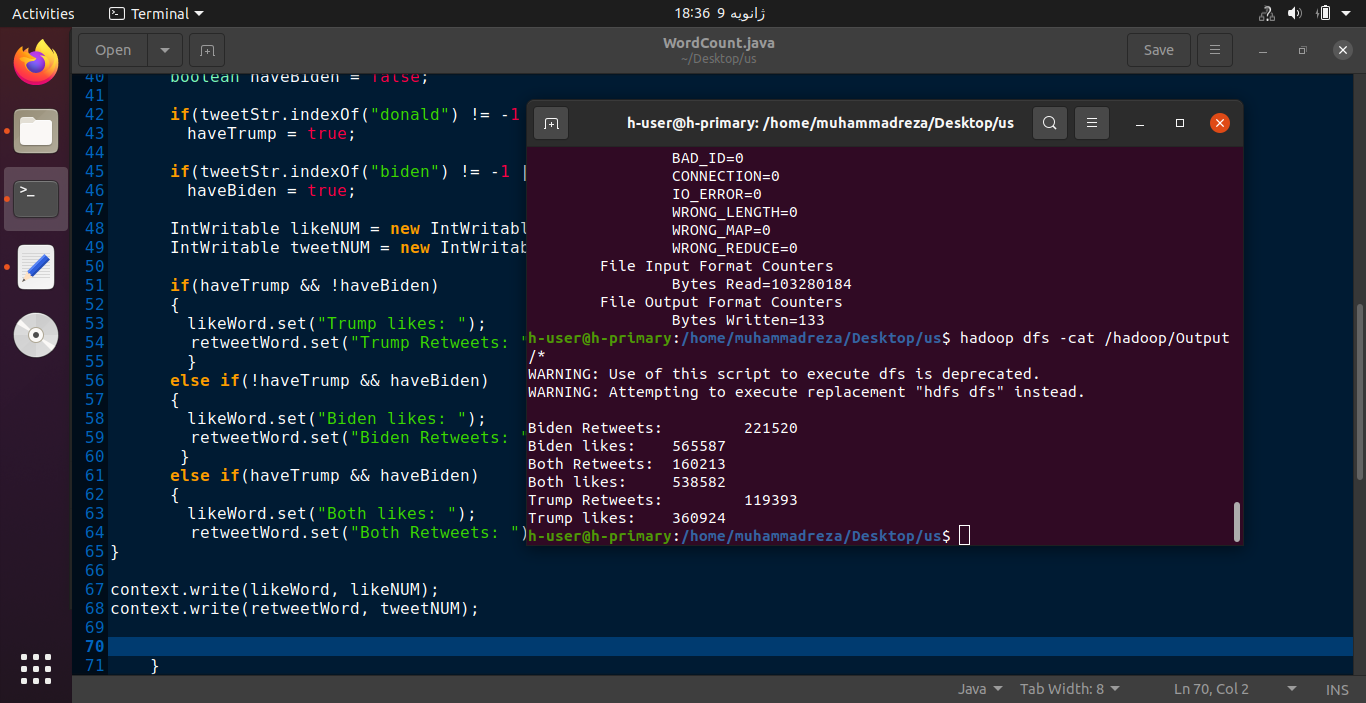 Activities
Terminal
18:36 ژانویه 9
Open
WordCount.java
~/Desktop/us
Save
40 boolean haveBiden = false;
41
42 if(tweetStr.indexOf("donald") != -1
43 haveTrump = true;
44
45 if(tweetStr.indexOf("biden") != -1 |
46 haveBiden = true;
47
48 IntWritable likeNUM = new IntWritabl
49 IntWritable tweetNUM = new IntWritab
50
51 if(haveTrump && !haveBiden)
52 {
53 likeWord.set("Trump likes: ");
54 retweetWord.set("Trump Retweets: "
55 }
56 else if(!haveTrump && haveBiden)
57 {
58 likeWord.set("Biden likes: ");
59 retweetWord.set("Biden Retweets: "
60 }
61 else if(haveTrump && haveBiden)
62 {
63 likeWord.set("Both likes: ");
64 retweetWord.set("Both Retweets: ")
65 }
66
67 context.write(likeWord, likeNUM);
68 context.write(retweetWord, tweetNUM);
69
70
71 }
h-user@h-primary: /home/muhammadreza/Desktop/us
BAD_ID=0
CONNECTION=0
IO_ERROR=0
WRONG_LENGTH=0
WRONG_MAP=0
WRONG_REDUCE=0
File Input Format Counters
Bytes Read=103280184
File Output Format Counters
Bytes Written=133
h-user@h-primary:/home/muhammadreza/Desktop/us$ hadoop dfs -cat /hadoop/Output
/*
WARNING: Use of this script to execute dfs is deprecated.
WARNING: Attempting to execute replacement "hdfs dfs" instead.
Biden Retweets: 221520
Biden likes: 565587
Both Retweets: 160213
Both likes: 538582
Trump Retweets: 119393
Trump likes: 360924
h-user@h-primary:/home/muhammadreza/Desktop/us$
Java
Tab Width: 8
Ln 70, Col 2
INS